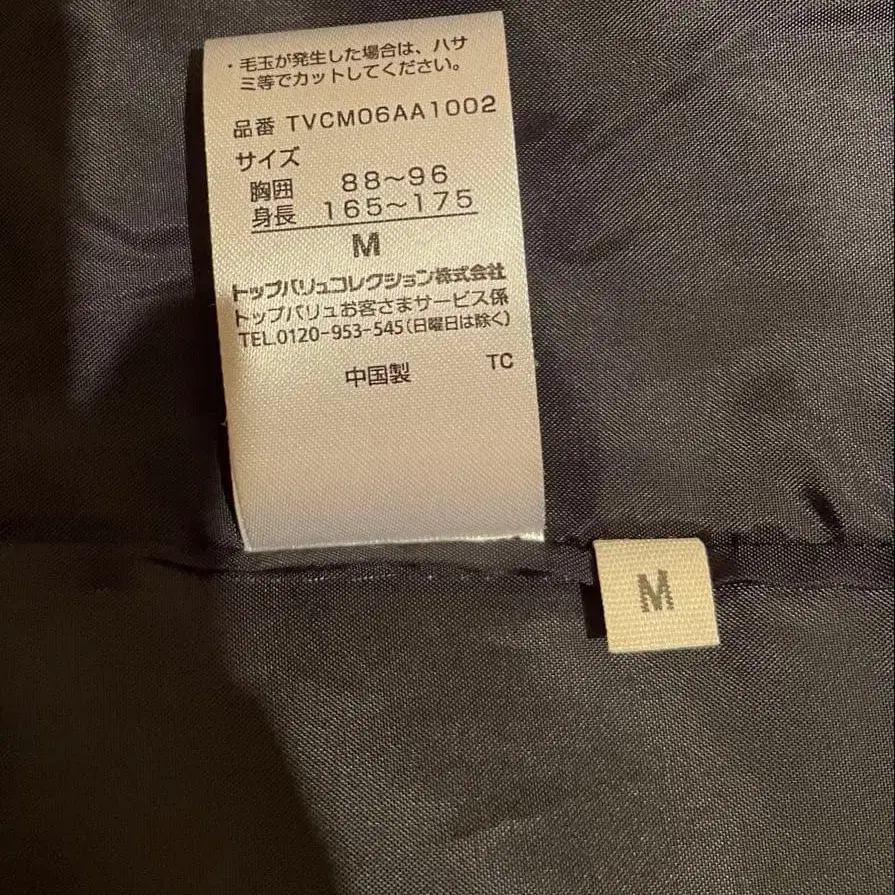 ・毛玉が発生した場合は、ハサ
ミ等でカットしてください。
品番 TVCM06AA1002
サイズ
胸囲 88〜96
身長 165〜175
M
トップバリュコレクション株式会社
トップバリュお客さまサービス係
TEL.0120-953-545(日曜日は除く)
中国製 TC
M